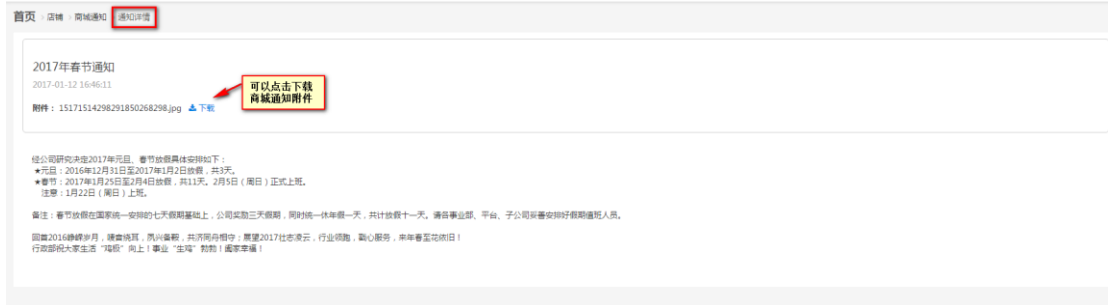 首页 > 店铺 > 商城通知 > 通知详情
2017年春节通知
2017-01-12 16:46:11
附件： 15171514298291850268298.jpg 下载
可以点击下载
商城通知附件
经公司研究决定2017年元旦、春节放假具体安排如下：
★元旦：2016年12月31日至2017年1月2日放假，共3天。
★春节：2017年1月25日至2月4日放假，共11天。2月5日（周日）正式上班。
注意：1月22日（周日）上班。
备注：春节放假在国家统一安排的七天假期基础上，公司奖励三天假期，同时统一休年假一天，共计放假十一天。请各事业部、平台、子公司妥善安排好假期值班人员。
回首2016峥嵘岁月，硕食绕耳，夙兴备鞍，共济同舟相守；展望2017壮志凌云，行业领跑，勤心服务，来年春至花依旧！
行政部祝大家生活“鸡极”向上！事业“生鸡”勃勃！阖家幸福！